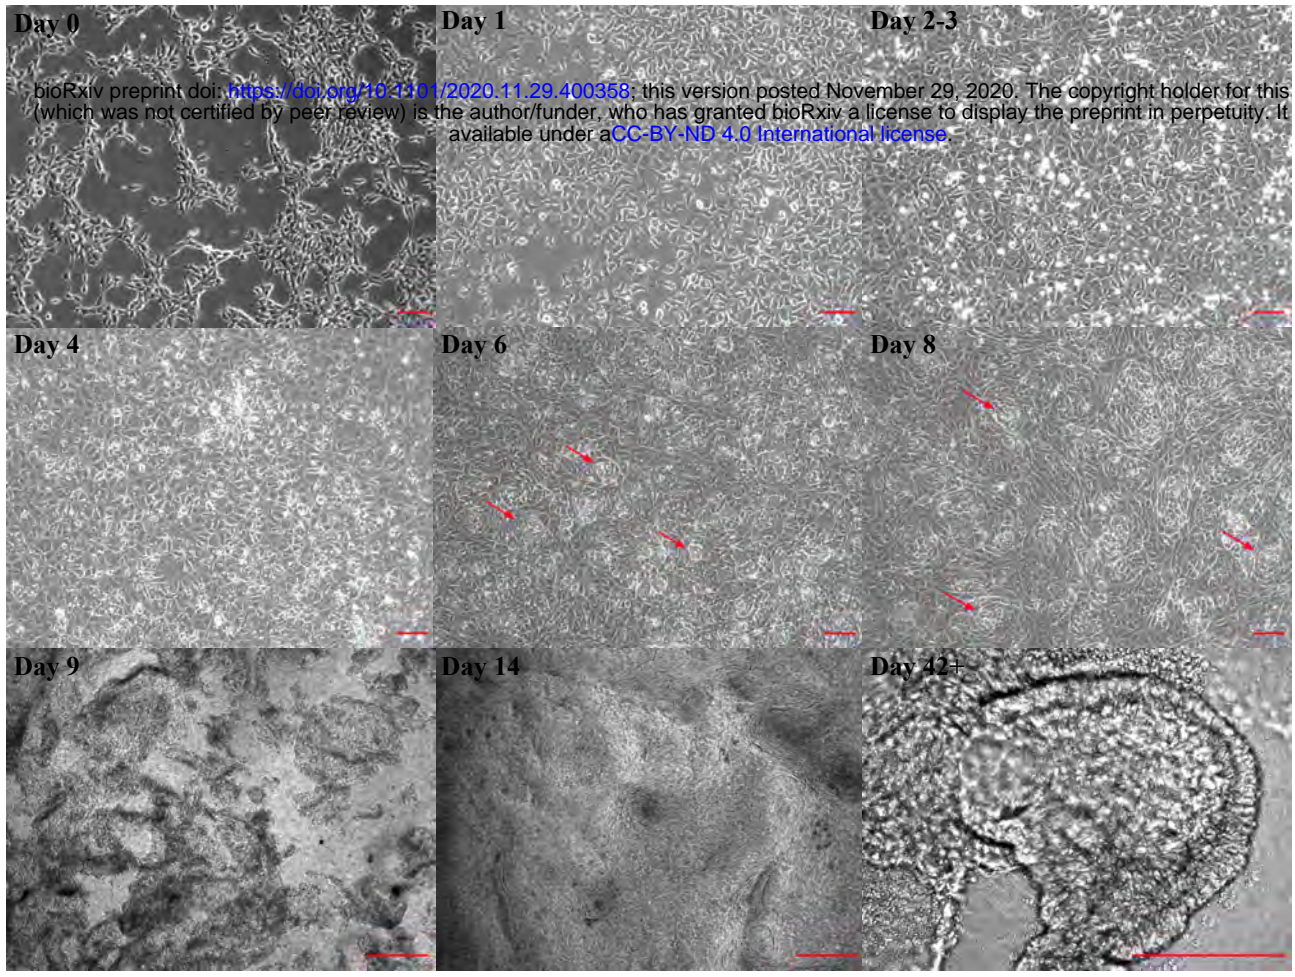 Day 0 Day 1 Day 2-3
bioRxiv preprint doi: https://doi.org/10.1101/2020.11.29.400358; this version posted November 29, 2020. The copyright holder for this
(which was not certified by peer review) is the author/funder, who has granted bioRxiv a license to display the preprint in perpetuity. It is
available under aCC-BY-ND 4.0 International license.
Day 4 Day 6 Day 8
Day 9 Day 14 Day 42+